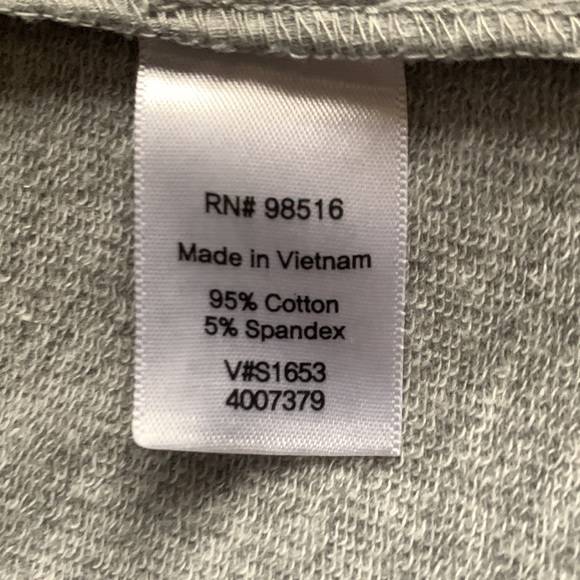 RN# 98516
Made in Vietnam
95% Cotton
5% Spandex
V#S1653
4007379